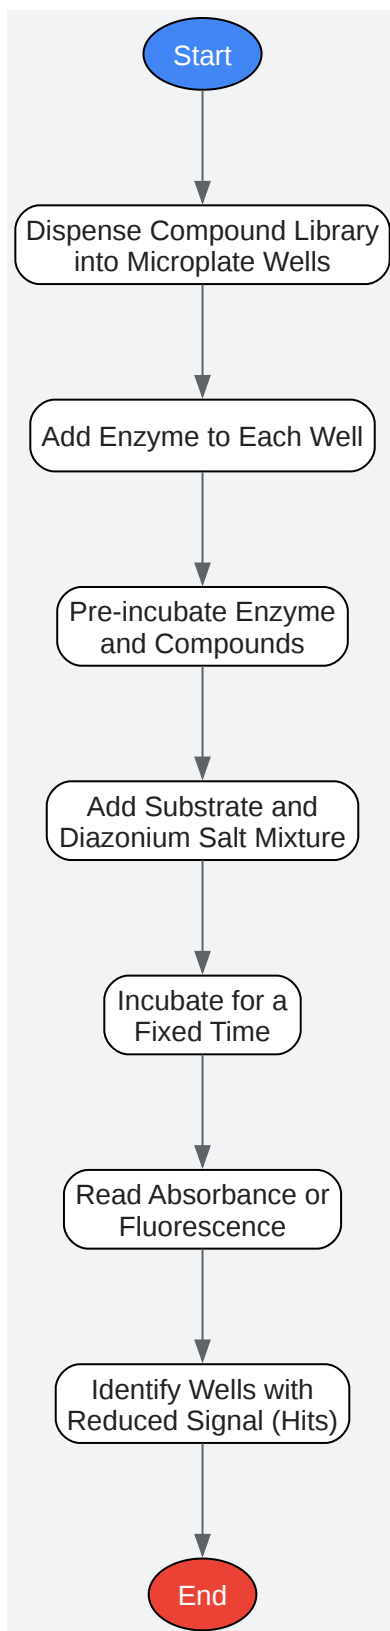 Start
Dispense Compound Library
into Microplate Wells
Add Enzyme to Each Well
Pre-incubate Enzyme
and Compounds
Add Substrate and
Diazonium Salt Mixture
Incubate for a
Fixed Time
Read Absorbance or
Fluorescence
Identify Wells with
Reduced Signal (Hits)
End